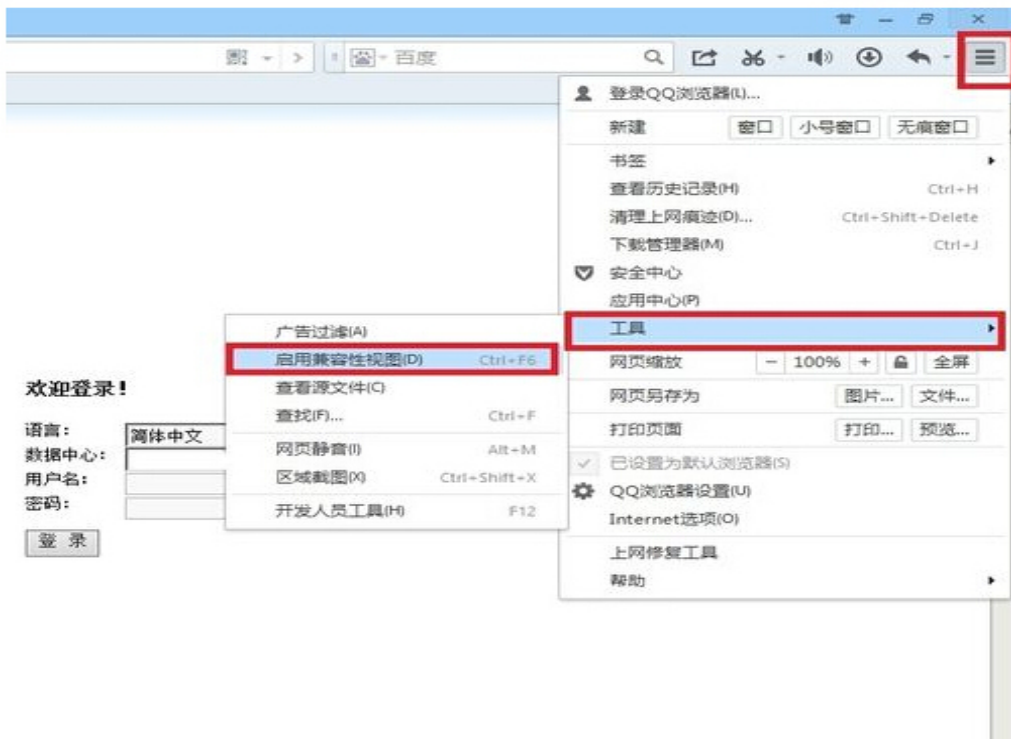 百度
登录QQ浏览器(L)...
新建 窗口 小号窗口 无痕窗口
书签
查看历史记录(H) Ctrl+H
清理上网痕迹(D)... Ctrl+Shift+Delete
下载管理器(M) Ctrl+J
安全中心
应用中心(P)
工具
网页缩放 - 100% + 全屏
网页另存为 图片... 文件...
打印页面 打印... 预览...
已设置为默认浏览器(S)
QQ浏览器设置(U)
Internet选项(O)
上网修复工具
帮助
广告过滤(A)
启用兼容性视图(D) Ctrl+F6
查看源文件(C)
查找(F)... Ctrl+F
网页静音(I) Alt+M
区域截图(X) Ctrl+Shift+X
开发人员工具(H) F12
欢迎登录!
语言: 简体中文
数据中心:
用户名:
密码:
登 录